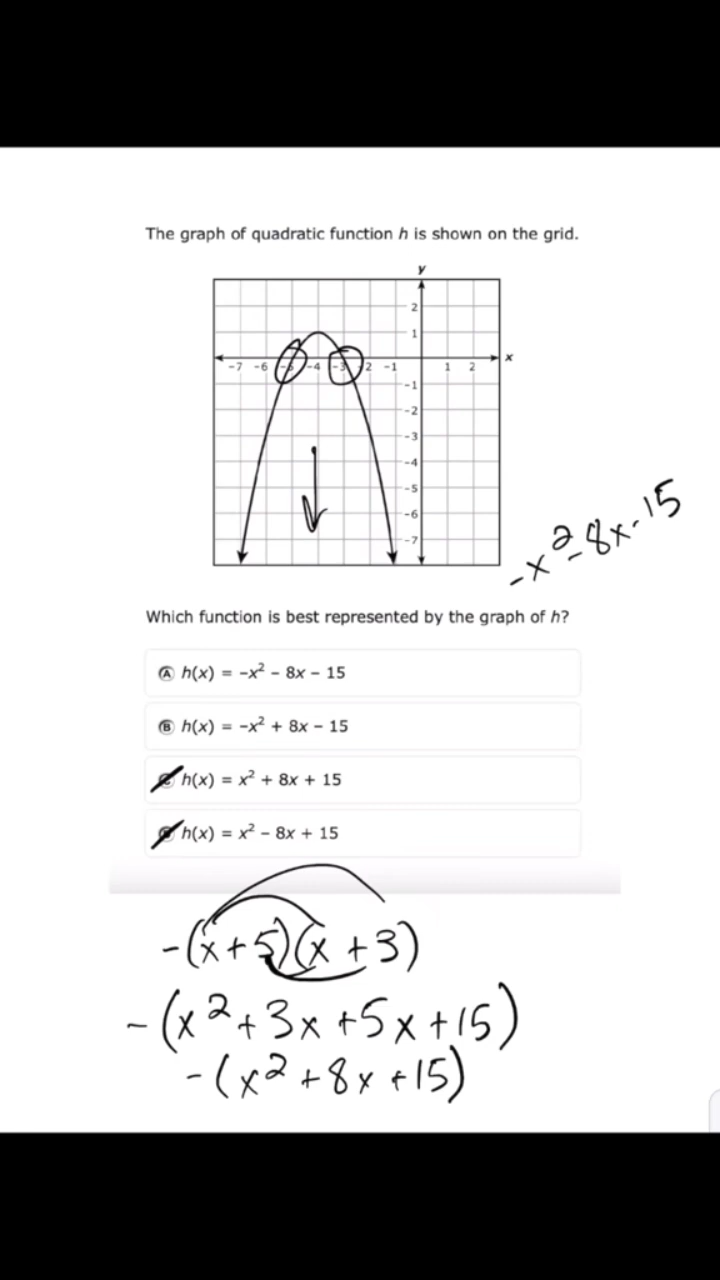 The graph of quadratic function h is shown on the grid.
y
2
1
-7 -6 -5 -4 -3 -2 -1 1 2 x
-1
-2
-3
-4
-5
-6
-7
-x² - 8x - 15
Which function is best represented by the graph of h?
A h(x) = −x² − 8x − 15
B h(x) = −x² + 8x − 15
C h(x) = x² + 8x + 15
h(x) = x² − 8x + 15
-(x+5)(x+3)
-(x²+3x+5x+15)
-(x²+8x+15)